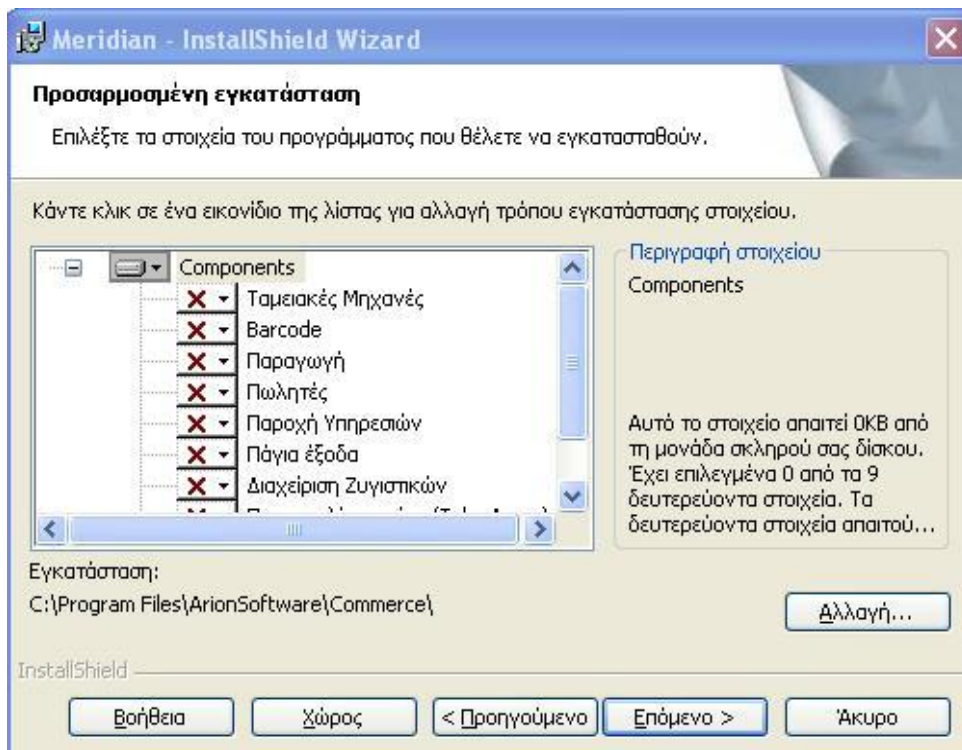 Meridian - InstallShield Wizard
Προσαρμοσμένη εγκατάσταση
Επιλέξτε τα στοιχεία του προγράμματος που θέλετε να εγκατασταθούν.
Κάντε κλικ σε ένα εικονίδιο της λίστας για αλλαγή τρόπου εγκατάστασης στοιχείου.
Components
Ταμειακές Μηχανές
Barcode
Παραγωγή
Πωλητές
Παροχή Υπηρεσιών
Πάγια έξοδα
Διαχείριση Ζυγιστικών
Περιγραφή στοιχείου
Components
Αυτό το στοιχείο απαιτεί 0KB από
τη μονάδα σκληρού σας δίσκου.
Έχει επιλεγμένα 0 από τα 9
δευτερεύοντα στοιχεία. Τα
δευτερεύοντα στοιχεία απαιτού...
Εγκατάσταση:
C:\Program Files\ArionSoftware\Commerce\
Αλλαγή...
InstallShield
Βοήθεια
Χώρος
< Προηγούμενο
Επόμενο >
Άκυρο